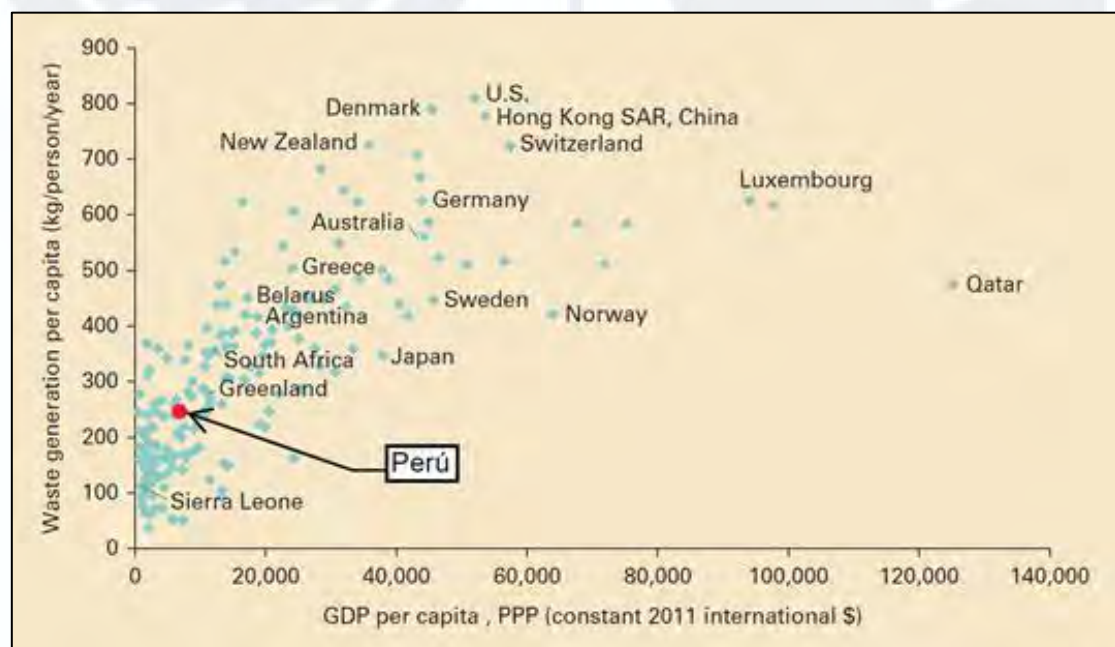 Waste generation per capita (kg/person/year)
900
800
700
600
500
400
300
200
100
0
U.S.
Denmark
Hong Kong SAR, China
New Zealand
Switzerland
Luxembourg
Germany
Australia
Greece
Qatar
Belarus
Sweden
Argentina
Norway
South Africa
Japan
Greenland
Perú
Sierra Leone
0 20,000 40,000 60,000 80,000 100,000 120,000 140,000
GDP per capita , PPP (constant 2011 international $)